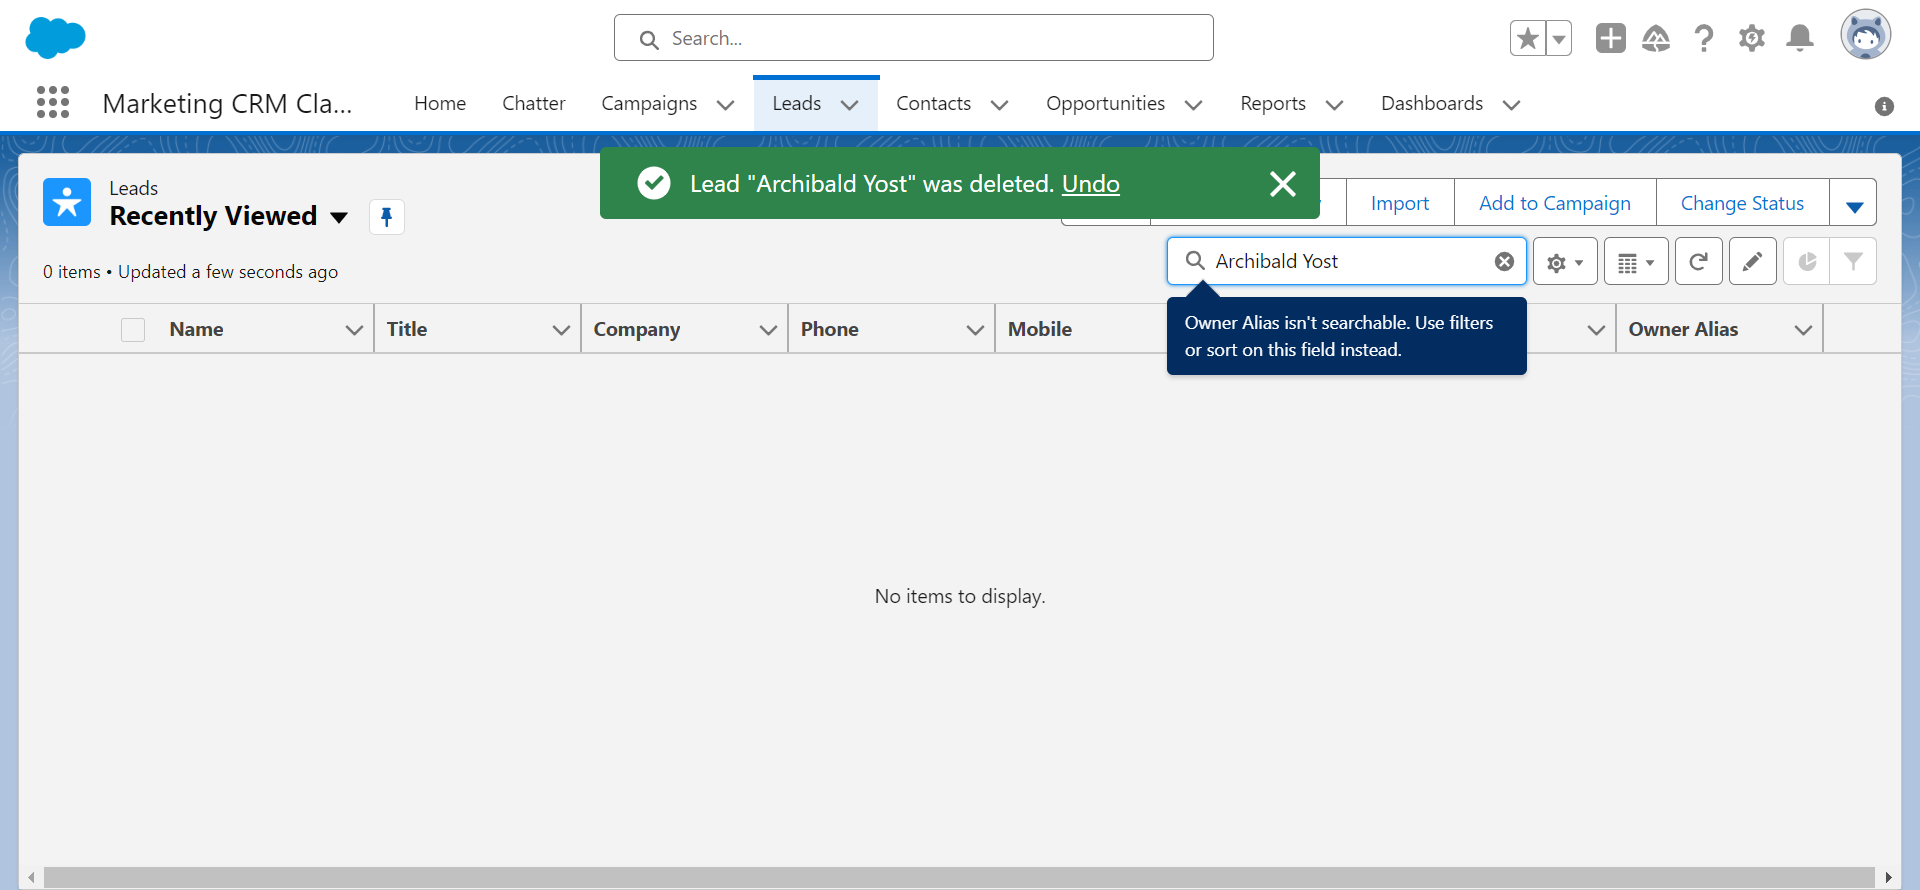 Search...
Marketing CRM Cla...
Home
Chatter
Campaigns
Leads
Contacts
Opportunities
Reports
Dashboards
Lead "Archibald Yost" was deleted. Undo
Leads
Recently Viewed
Import
Add to Campaign
Change Status
0 items • Updated a few seconds ago
Archibald Yost
Owner Alias isn't searchable. Use filters
or sort on this field instead.
Name
Title
Company
Phone
Mobile
Owner Alias
No items to display.